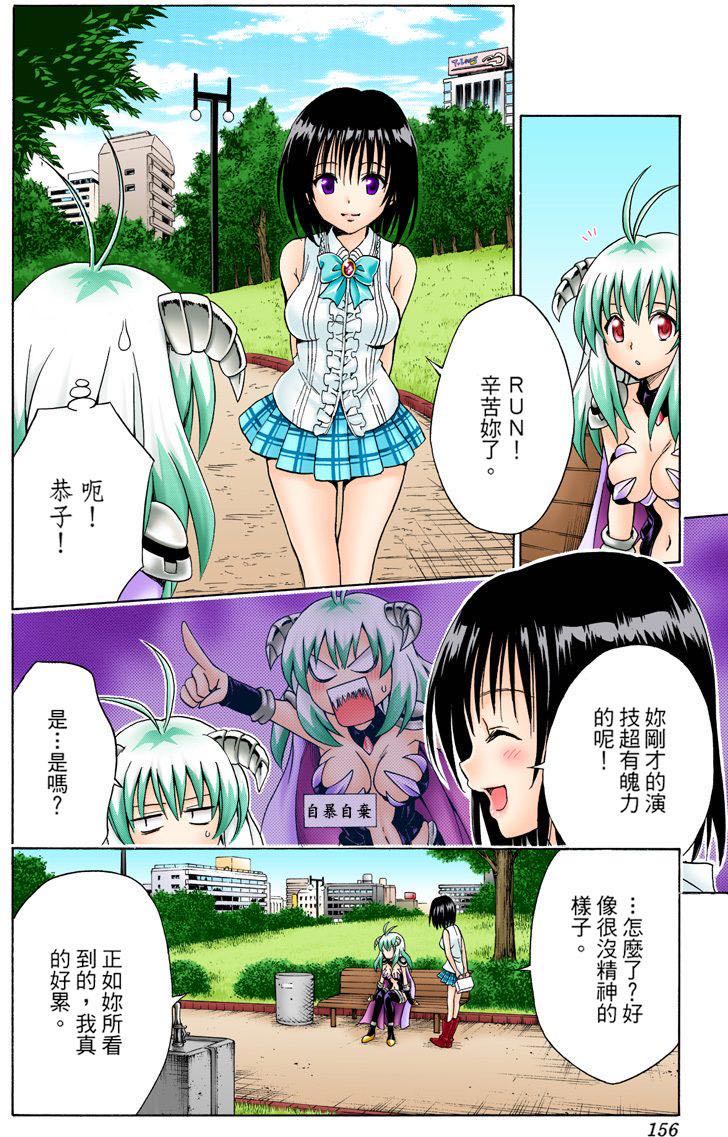 RUN！
辛苦妳了。
呃！
恭子！
妳剛才的演
技超有魄力
的呢！
自暴自棄
是…是嗎？
…怎麼了？好
像很沒精神的
樣子。
正如妳所看
到的，我真
的好累。
156